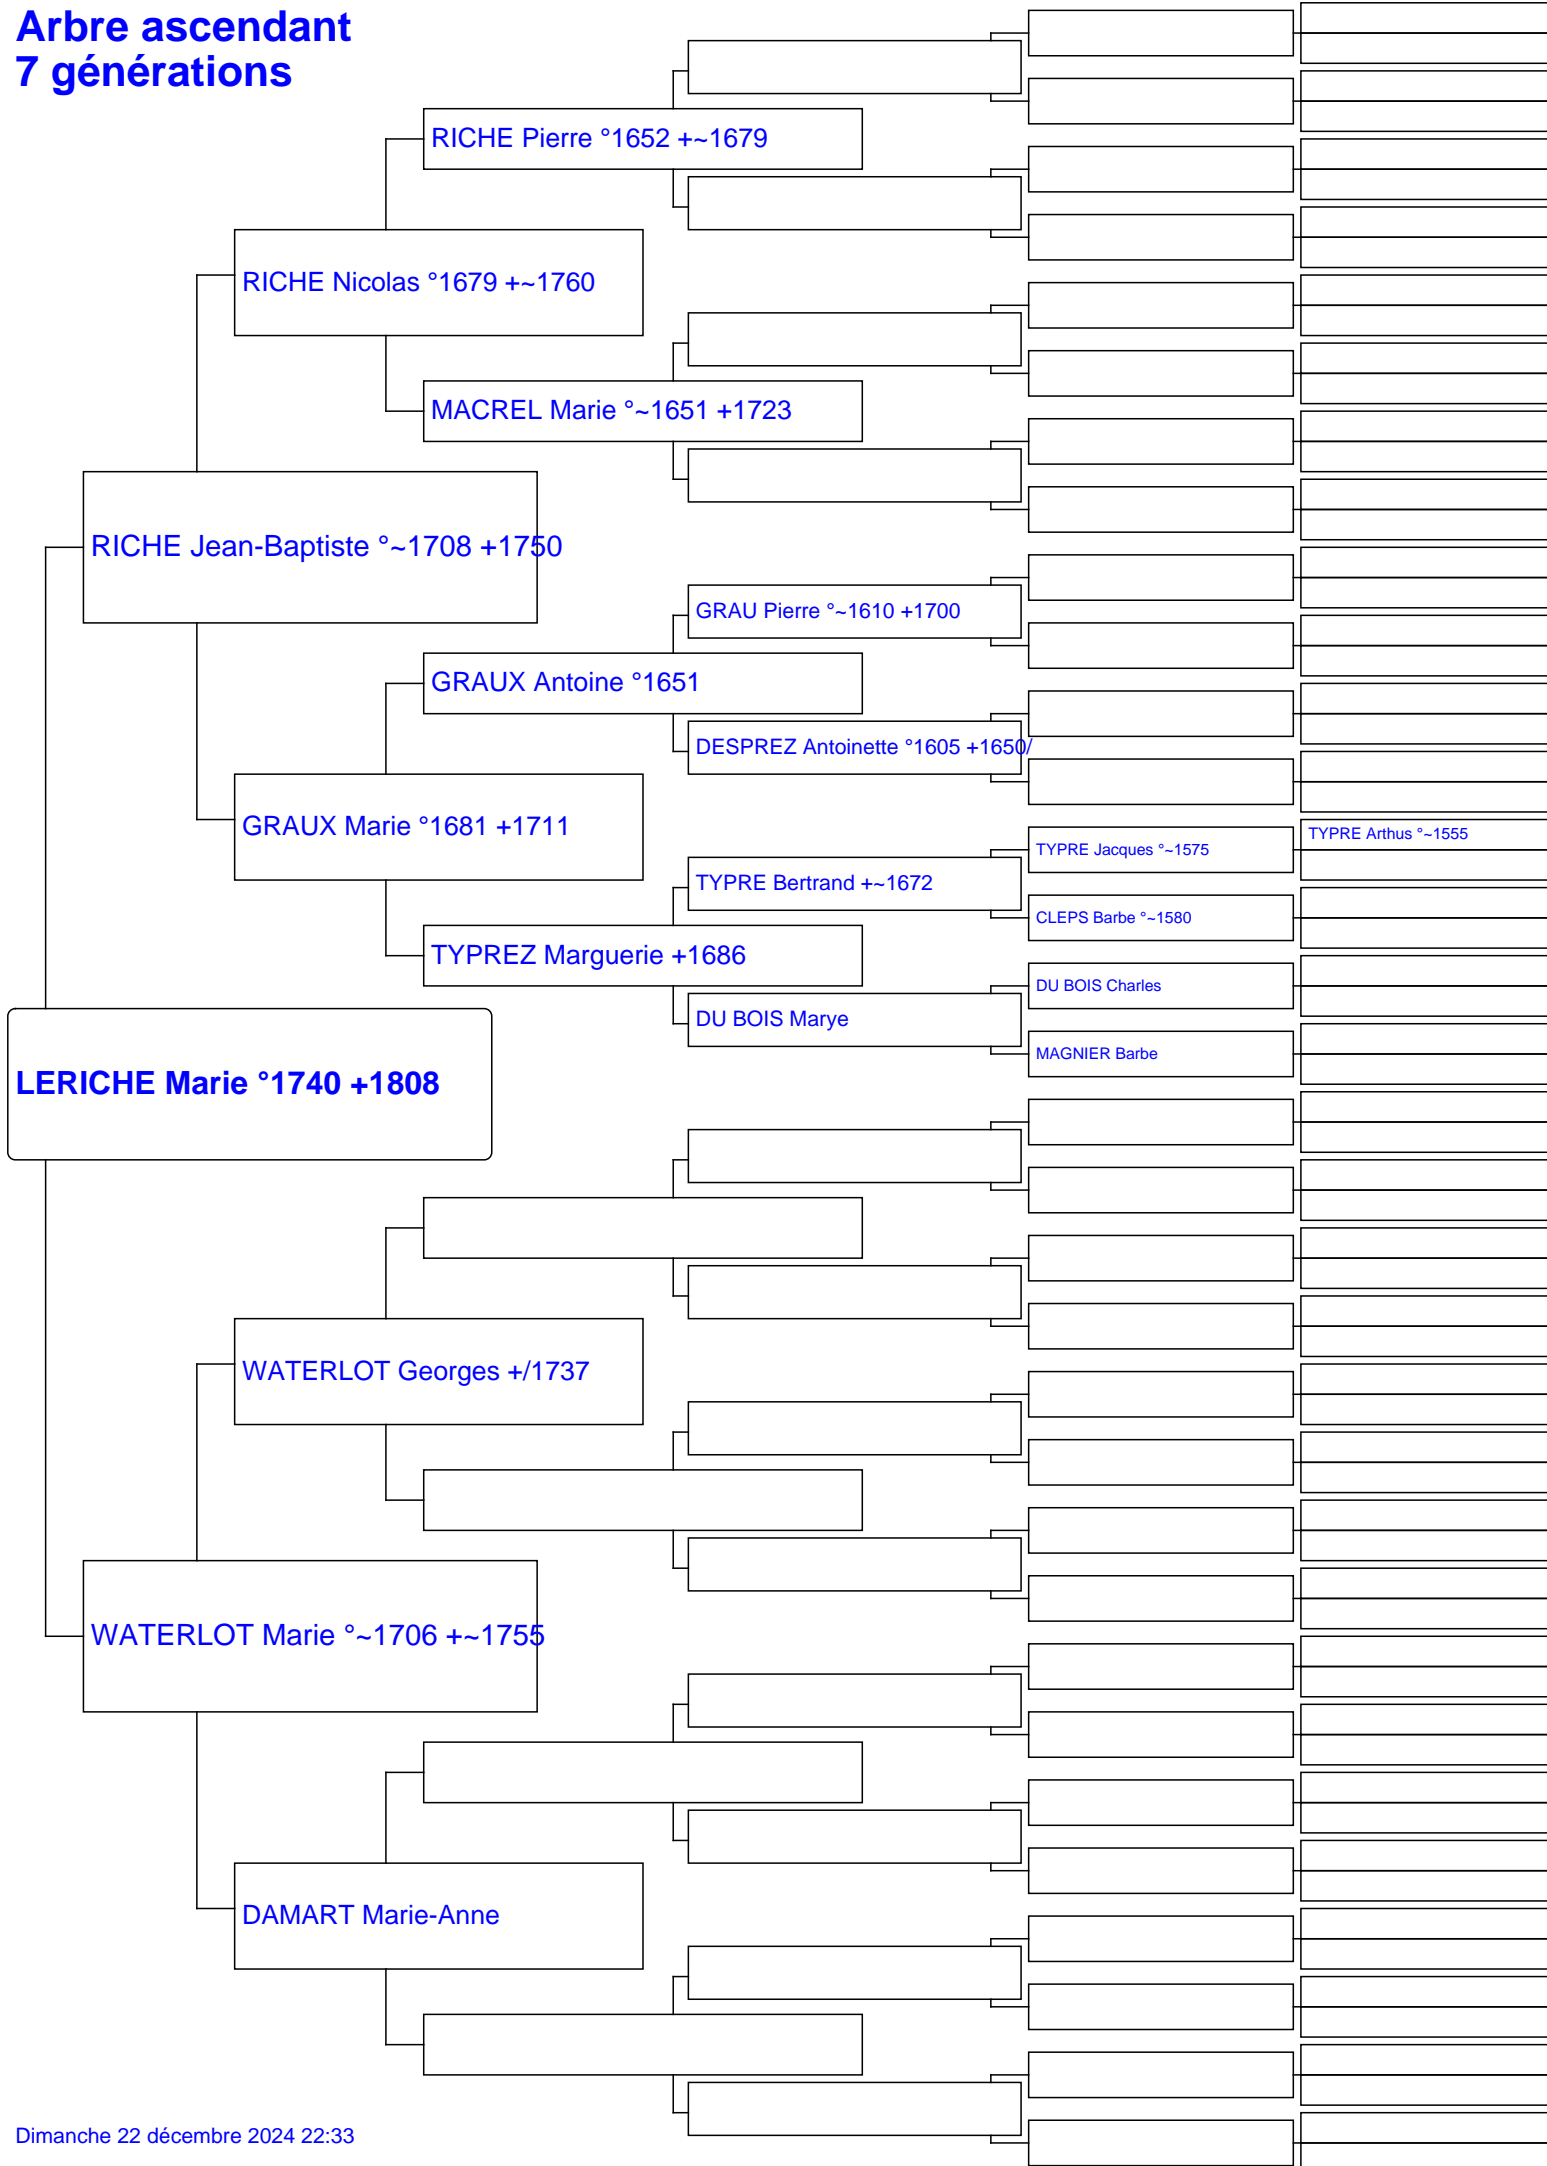 Arbre ascendant
7 générations
RICHE Pierre °1652 +~1679
RICHE Nicolas °1679 +~1760
MACREL Marie °~1651 +1723
RICHE Jean-Baptiste °~1708 +1750
GRAU Pierre °~1610 +1700
GRAUX Antoine °1651
DESPREZ Antoinette °1605 +1650/
GRAUX Marie °1681 +1711
TYPRE Arthus °~1555
TYPRE Jacques °~1575
TYPRE Bertrand +~1672
CLEPS Barbe °~1580
TYPREZ Marguerie +1686
DU BOIS Charles
DU BOIS Marye
MAGNIER Barbe
LERICHE Marie °1740 +1808
WATERLOT Georges +/1737
WATERLOT Marie °~1706 +~1755
DAMART Marie-Anne
Dimanche 22 décembre 2024 22:33